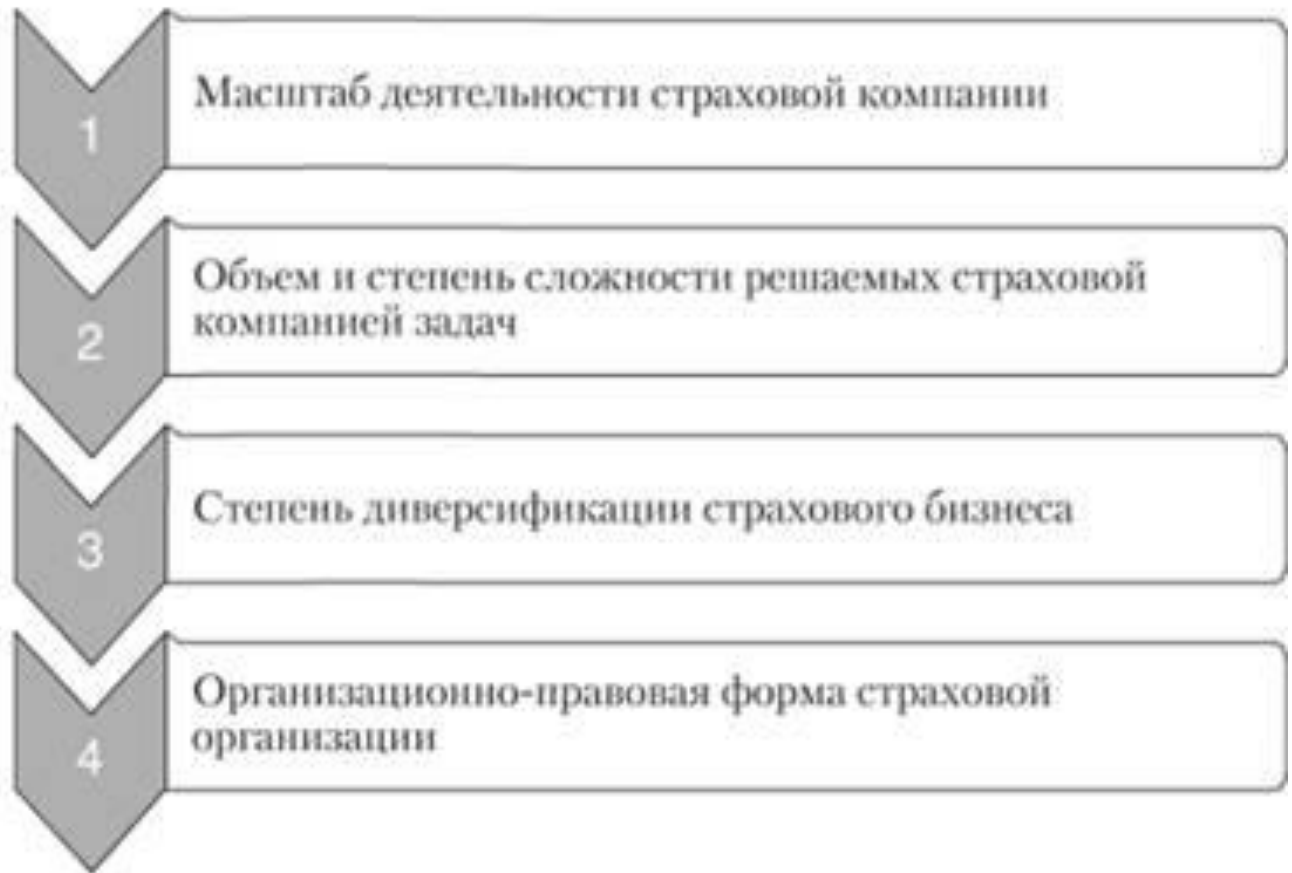 1
Масштаб деятельности страховой компании
2
Объем и степень сложности решаемых страховой
компанией задач
3
Степень диверсификации страхового бизнеса
4
Организационно-правовая форма страховой
организации